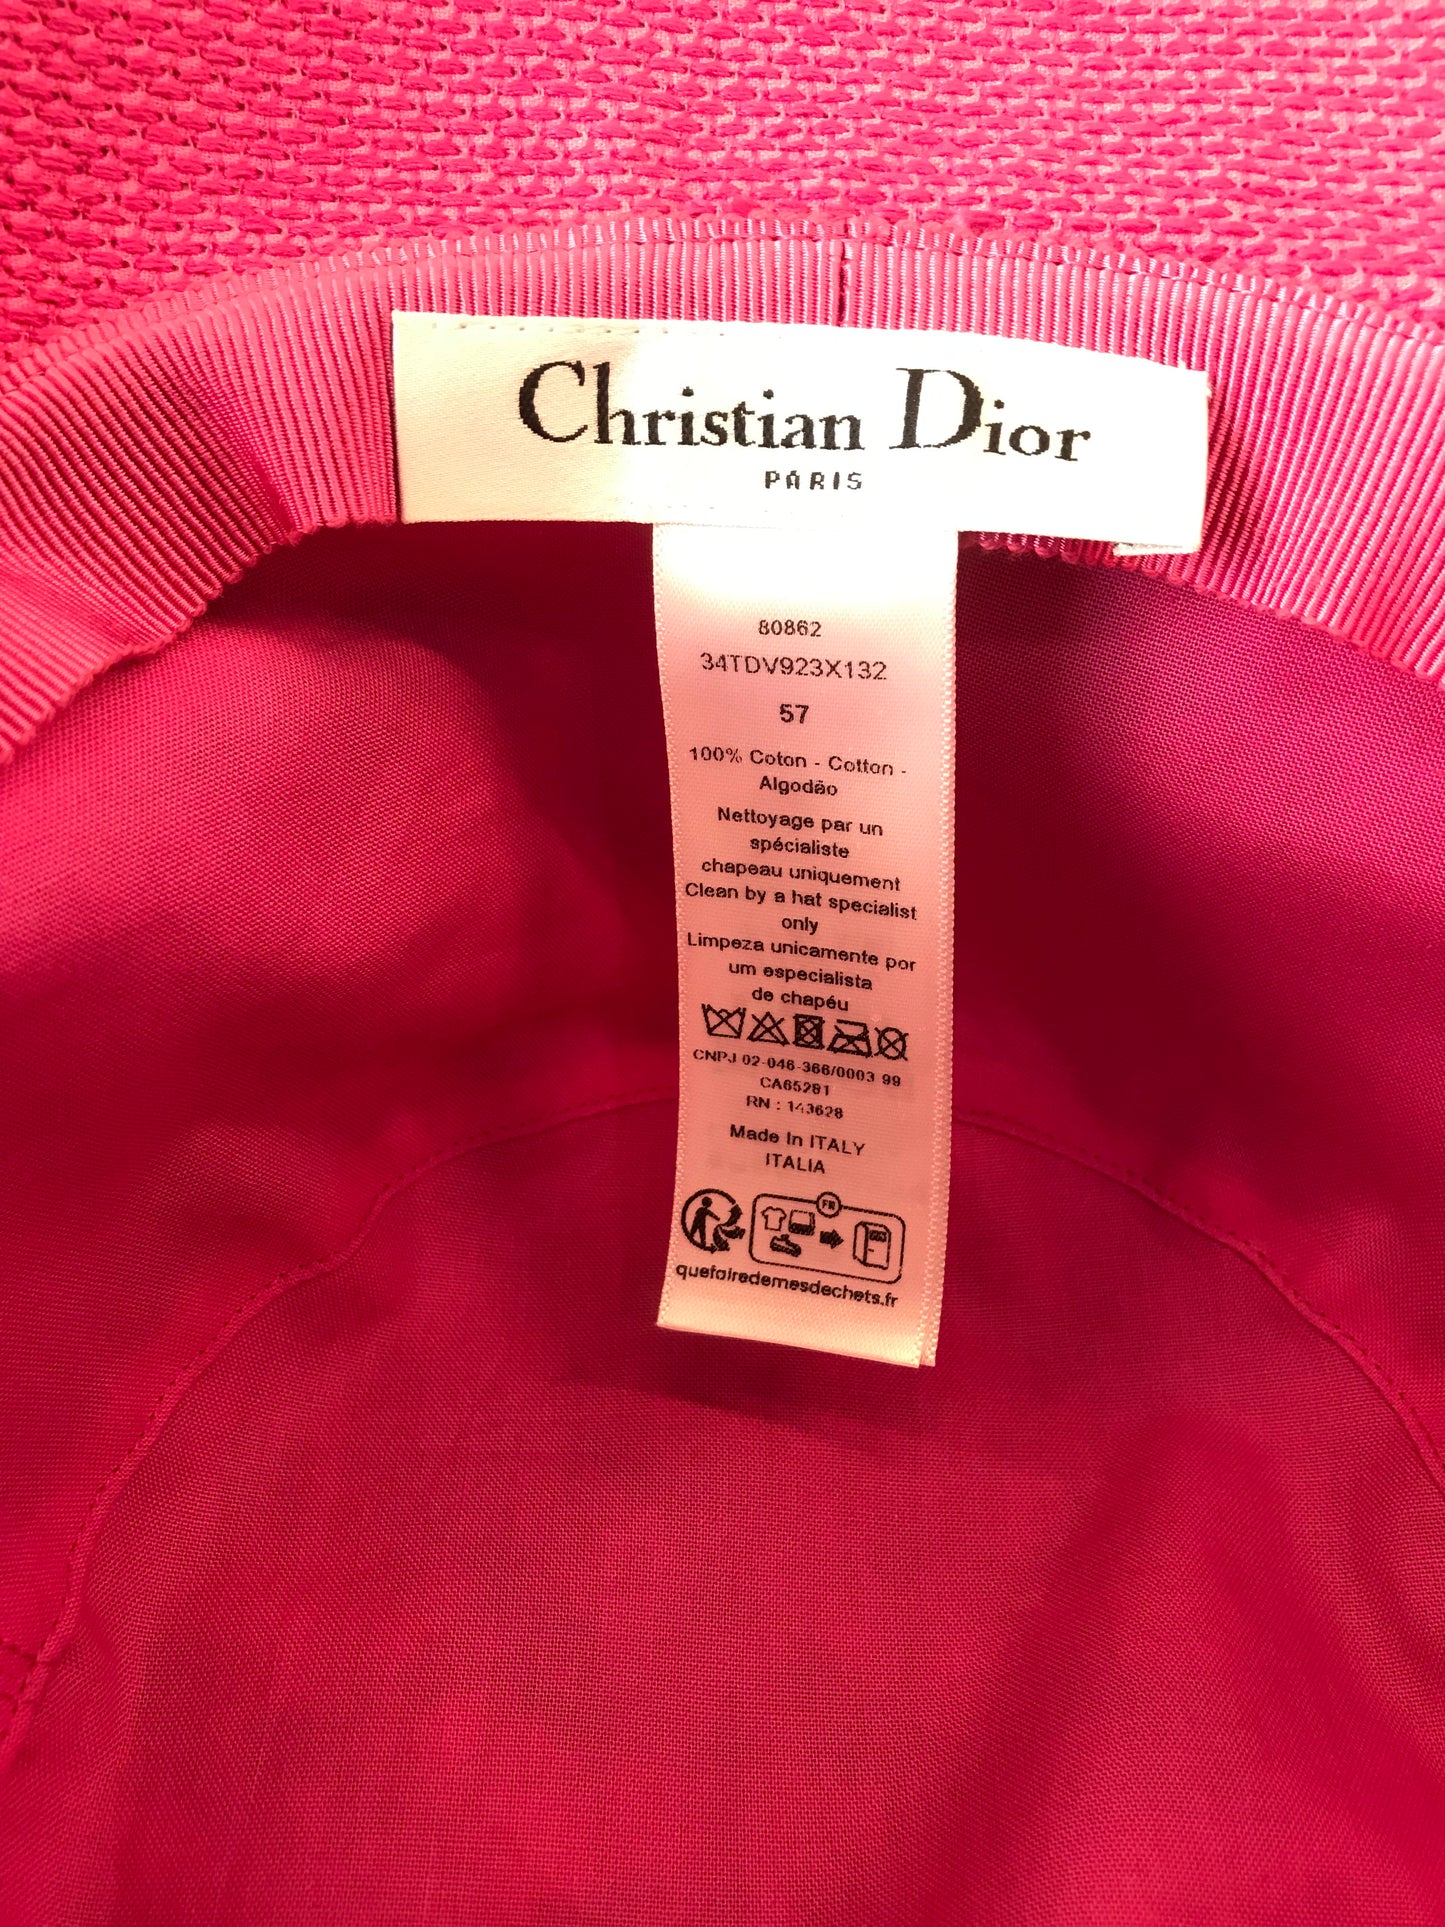 Christian Dior
PARIS
80862
34TDV923X132
57
100% Coton - Cotton -
Algodão
Nettoyage par un
spécialiste
chapeau uniquement
Clean by a hat specialist
only
Limpeza unicamente por
um especialista
de chapéu
CNPJ 02-046-366/0003 99
CA65281
RN : 143628
Made In ITALY
ITALIA
FR
quefairedemesdechets.fr